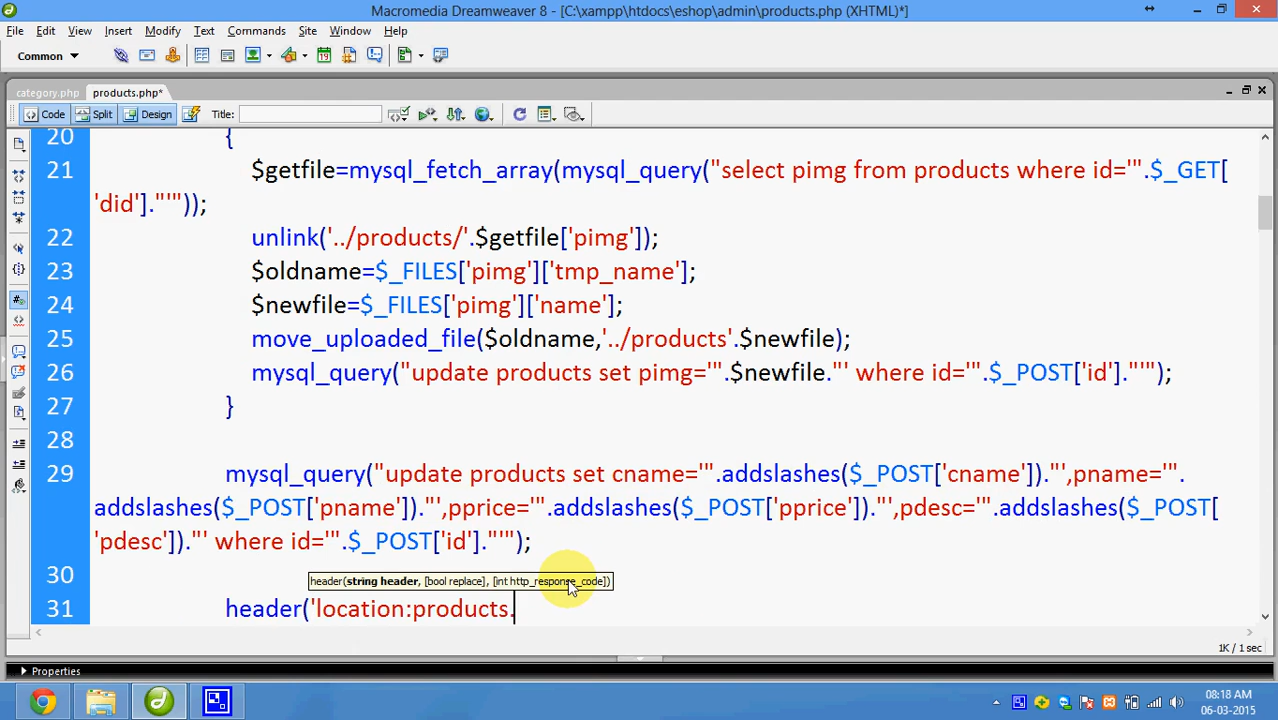 Macromedia Dreamweaver 8 - [C:\xampp\htdocs\eshop\admin\products.php (XHTML)*]
File Edit View Insert Modify Text Commands Site Window Help
Common
category.php products.php*
Code Split Design Title:
20 {
21 $getfile=mysql_fetch_array(mysql_query("select pimg from products where id='".$_GET[
'did']."'"));
22 unlink('../products/'.$getfile['pimg']);
23 $oldname=$_FILES['pimg']['tmp_name'];
24 $newfile=$_FILES['pimg']['name'];
25 move_uploaded_file($oldname,'../products'.$newfile);
26 mysql_query("update products set pimg='".$newfile."' where id='".$_POST['id']."'");
27 }
28
29 mysql_query("update products set cname='".addslashes($_POST['cname'])."',pname='".
addslashes($_POST['pname'])."',pprice='".addslashes($_POST['pprice'])."',pdesc='".addslashes($_POST[
'pdesc'])."' where id='".$_POST['id']."'");
30
header(string header, [bool replace], [int http_response_code])
31 header('location:products.
1K / 1 sec
Properties
08:18 AM
06-03-2015